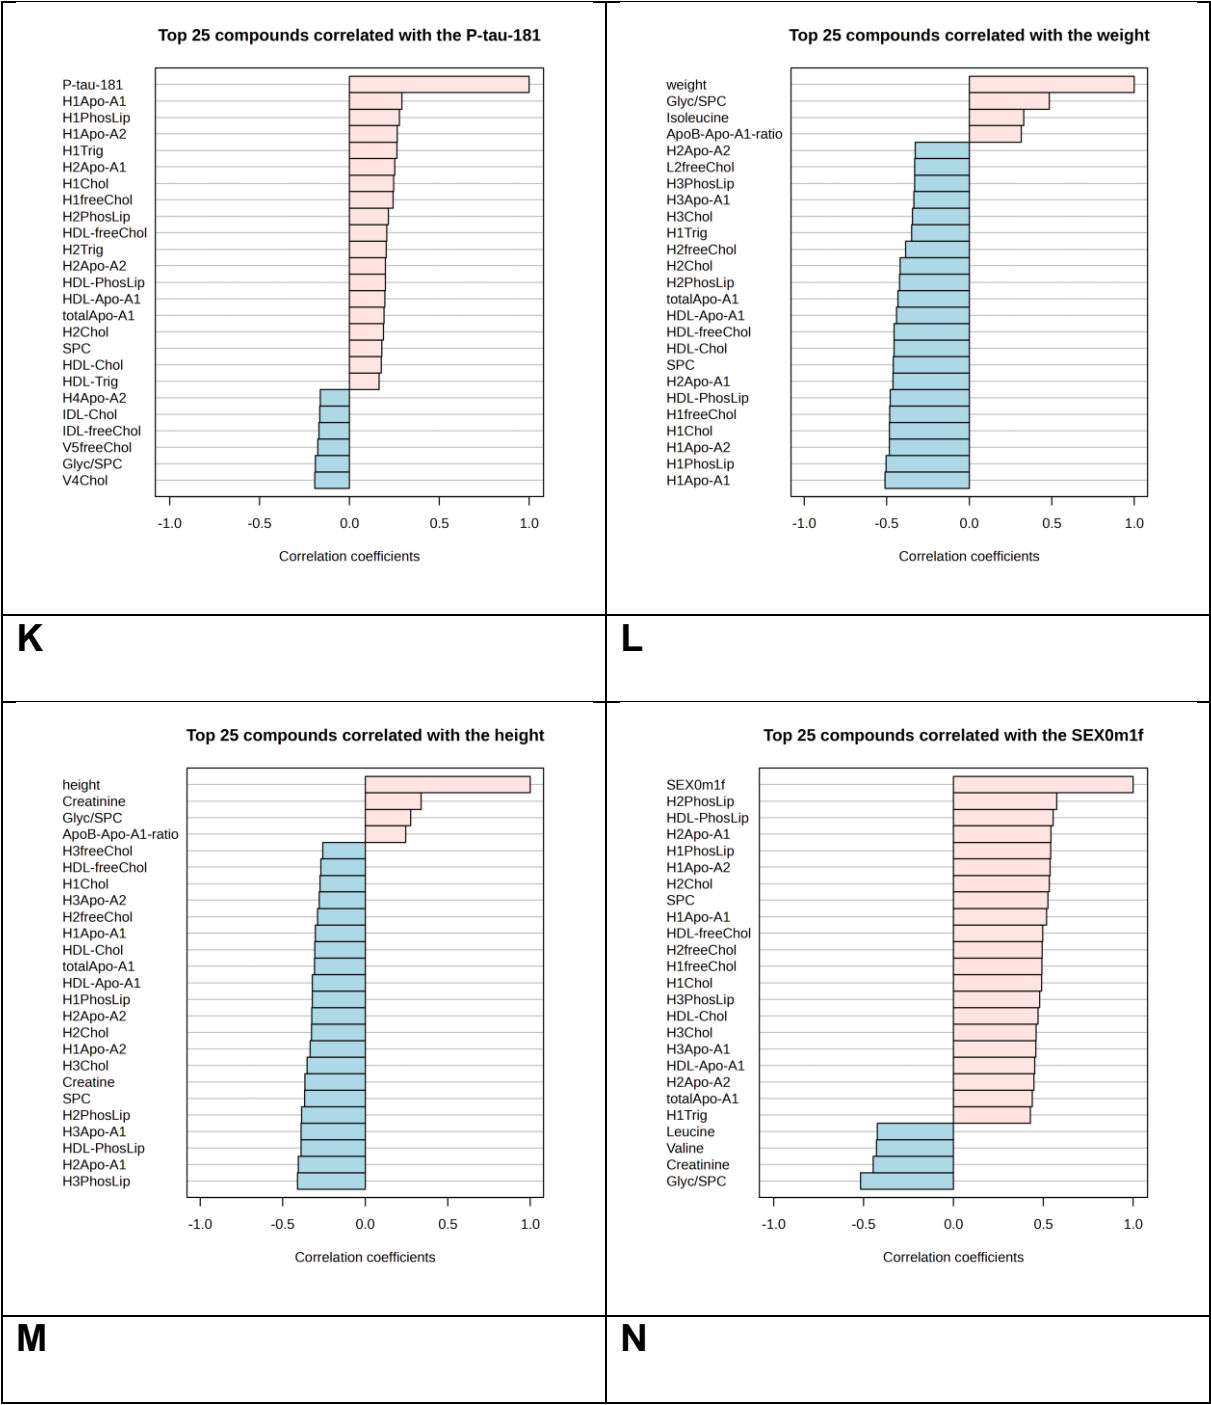 Top 25 compounds correlated with the P-tau-181
P-tau-181
H1Apo-A1
H1PhosLip
H1Apo-A2
H1Trig
H2Apo-A1
H1Chol
H1freeChol
H2PhosLip
HDL-freeChol
H2Trig
H2Apo-A2
HDL-PhosLip
HDL-Apo-A1
totalApo-A1
H2Chol
SPC
HDL-Chol
HDL-Trig
H4Apo-A2
IDL-Chol
IDL-freeChol
V5freeChol
Glyc/SPC
V4Chol
-1.0 -0.5 0.0 0.5 1.0
Correlation coefficients
K
Top 25 compounds correlated with the weight
weight
Glyc/SPC
Isoleucine
ApoB-Apo-A1-ratio
H2Apo-A2
L2freeChol
H3PhosLip
H3Apo-A1
H3Chol
H1Trig
H2freeChol
H2Chol
H2PhosLip
totalApo-A1
HDL-Apo-A1
HDL-freeChol
HDL-Chol
SPC
H2Apo-A1
HDL-PhosLip
H1freeChol
H1Chol
H1Apo-A2
H1PhosLip
H1Apo-A1
-1.0 -0.5 0.0 0.5 1.0
Correlation coefficients
L
Top 25 compounds correlated with the height
height
Creatinine
Glyc/SPC
ApoB-Apo-A1-ratio
H3freeChol
HDL-freeChol
H1Chol
H3Apo-A2
H2freeChol
H1Apo-A1
HDL-Chol
totalApo-A1
HDL-Apo-A1
H1PhosLip
H2Apo-A2
H2Chol
H1Apo-A2
H3Chol
Creatine
SPC
H2PhosLip
H3Apo-A1
HDL-PhosLip
H2Apo-A1
H3PhosLip
-1.0 -0.5 0.0 0.5 1.0
Correlation coefficients
M
Top 25 compounds correlated with the SEX0m1f
SEX0m1f
H2PhosLip
HDL-PhosLip
H2Apo-A1
H1PhosLip
H1Apo-A2
H2Chol
SPC
H1Apo-A1
HDL-freeChol
H2freeChol
H1freeChol
H1Chol
H3PhosLip
HDL-Chol
H3Chol
H3Apo-A1
HDL-Apo-A1
H2Apo-A2
totalApo-A1
H1Trig
Leucine
Valine
Creatinine
Glyc/SPC
-1.0 -0.5 0.0 0.5 1.0
Correlation coefficients
N